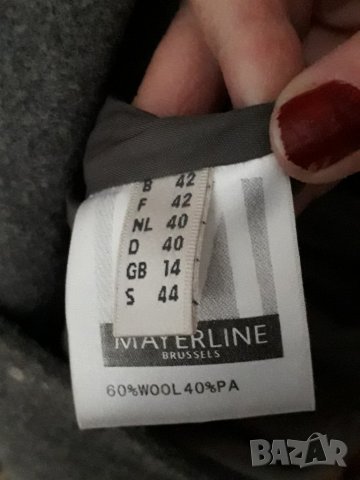 B 42
F 42
NL 40
D 40
GB 14
S 44
MAYERLINE
BRUSSELS
60%WOOL40%PA
BAZAR